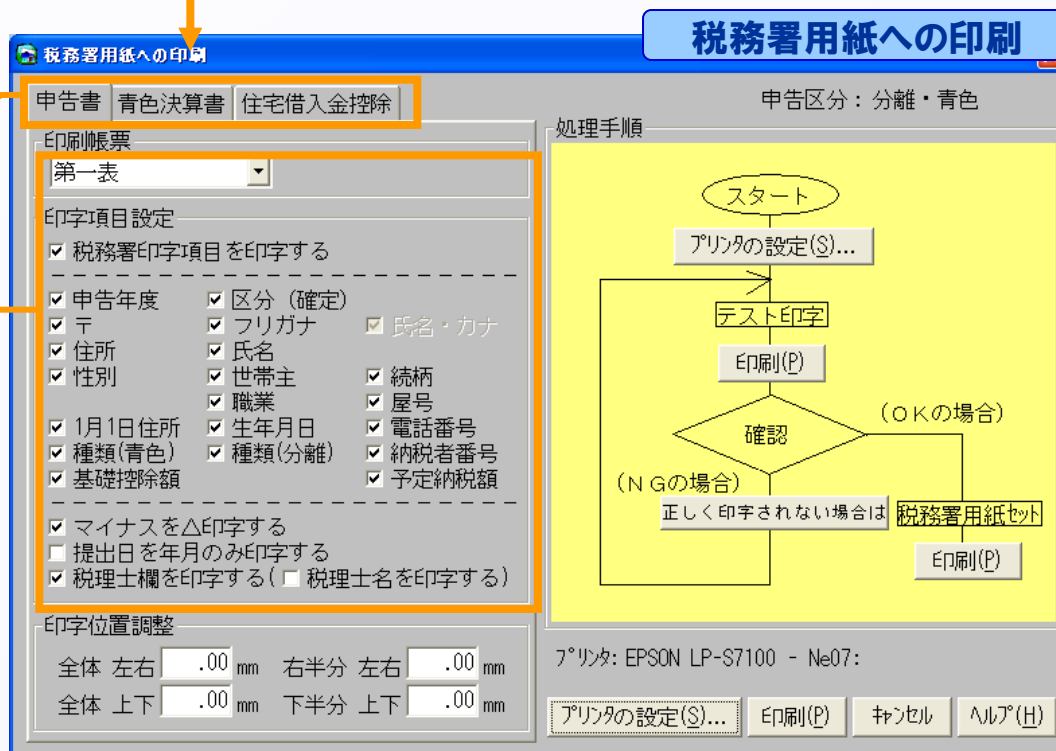 税務署用紙への印刷
税務署用紙への印刷
申告書 青色決算書 住宅借入金控除
印刷帳票
第一表
印字項目設定
税務署印字項目を印字する
申告年度 区分（確定）
〒 フリガナ 氏名・カナ
住所 氏名
性別 世帯主 続柄
職業 屋号
1月1日住所 生年月日 電話番号
種類(青色) 種類(分離) 納税者番号
基礎控除額 予定納税額
マイナスを△印字する
提出日を年月のみ印字する
税理士欄を印字する( 税理士名を印字する)
印字位置調整
全体 左右 .00 mm 右半分 左右 .00 mm
全体 上下 .00 mm 下半分 上下 .00 mm
申告区分：分離・青色
処理手順
スタート
プリンタの設定(S)...
テスト印字
印刷(P)
確認
（ＯＫの場合）
（ＮＧの場合）
正しく印字されない場合は
税務署用紙セット
印刷(P)
プリンタ: EPSON LP-S7100 - Ne07:
プリンタの設定(S)... 印刷(P) キャンセル ヘルプ(H)